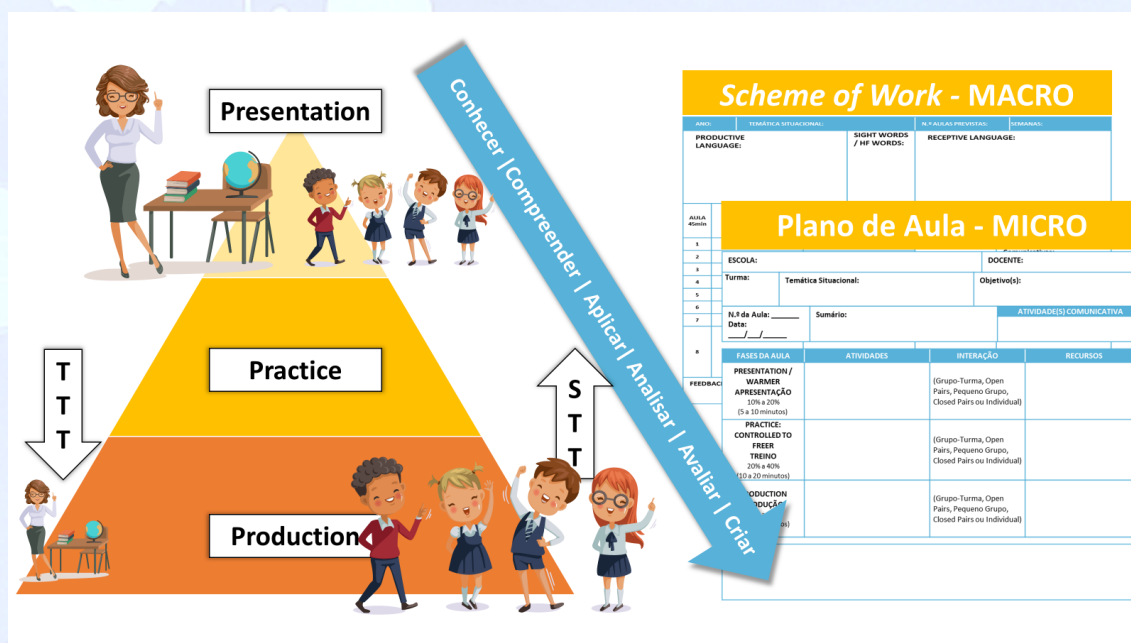 Presentation
Practice
Production
T
T
T
S
T
T
Conhecer |Compreender | Aplicar| Analisar | Avaliar | Criar
Scheme of Work - MACRO
ANO: TEMÁTICA SITUACIONAL: N.º AULAS PREVISTAS: SEMANAS:
PRODUCTIVE
LANGUAGE:
SIGHT WORDS
/ HF WORDS:
RECEPTIVE LANGUAGE:
AULA
45min
1
2
3
4
5
6
7
8
Plano de Aula - MICRO
ESCOLA: DOCENTE:
Turma: Temática Situacional: Objetivo(s):
N.º da Aula: ______
Data:
___/___/____
Sumário:
ATIVIDADE(S) COMUNICATIVA
FASES DA AULA ATIVIDADES INTERAÇÃO RECURSOS
PRESENTATION /
WARMER
APRESENTAÇÃO
10% a 20%
(5 a 10 minutos)
(Grupo-Turma, Open
Pairs, Pequeno Grupo,
Closed Pairs ou Individual)
PRACTICE:
CONTROLLED TO
FREER
TREINO
20% a 40%
(10 a 20 minutos)
(Grupo-Turma, Open
Pairs, Pequeno Grupo,
Closed Pairs ou Individual)
(Grupo-Turma, Open
Pairs, Pequeno Grupo,
Closed Pairs ou Individual)